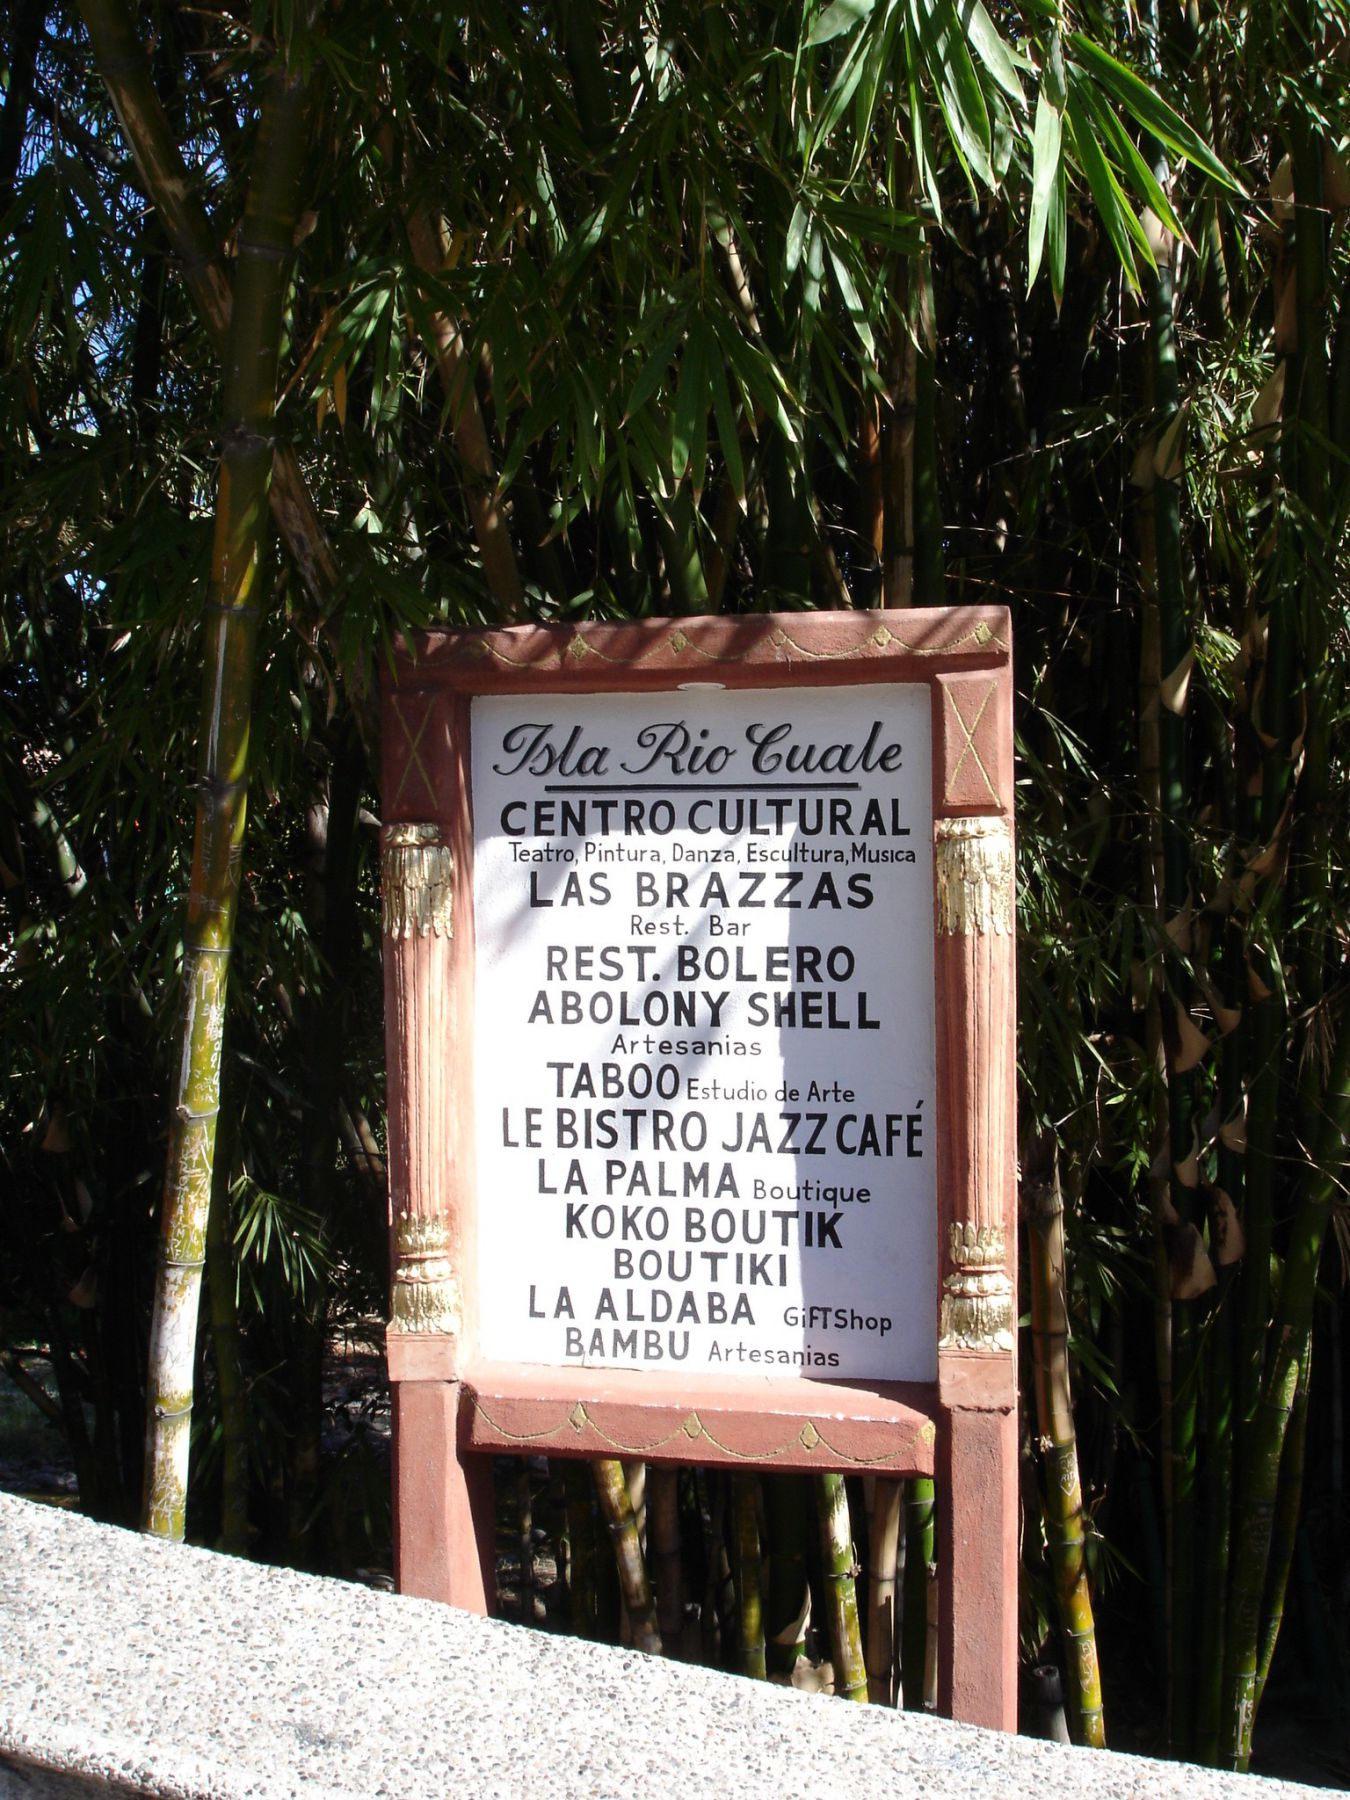 Isla Rio Cuale
CENTRO CULTURAL
Teatro, Pintura, Danza, Escultura, Musica
LAS BRAZZAS
Rest. Bar
REST. BOLERO
ABOLONY SHELL
Artesanias
TABOO Estudio de Arte
LE BISTRO JAZZ CAFÉ
LA PALMA Boutique
KOKO BOUTIK
BOUTIKI
LA ALDABA GiFTShop
BAMBU Artesanias